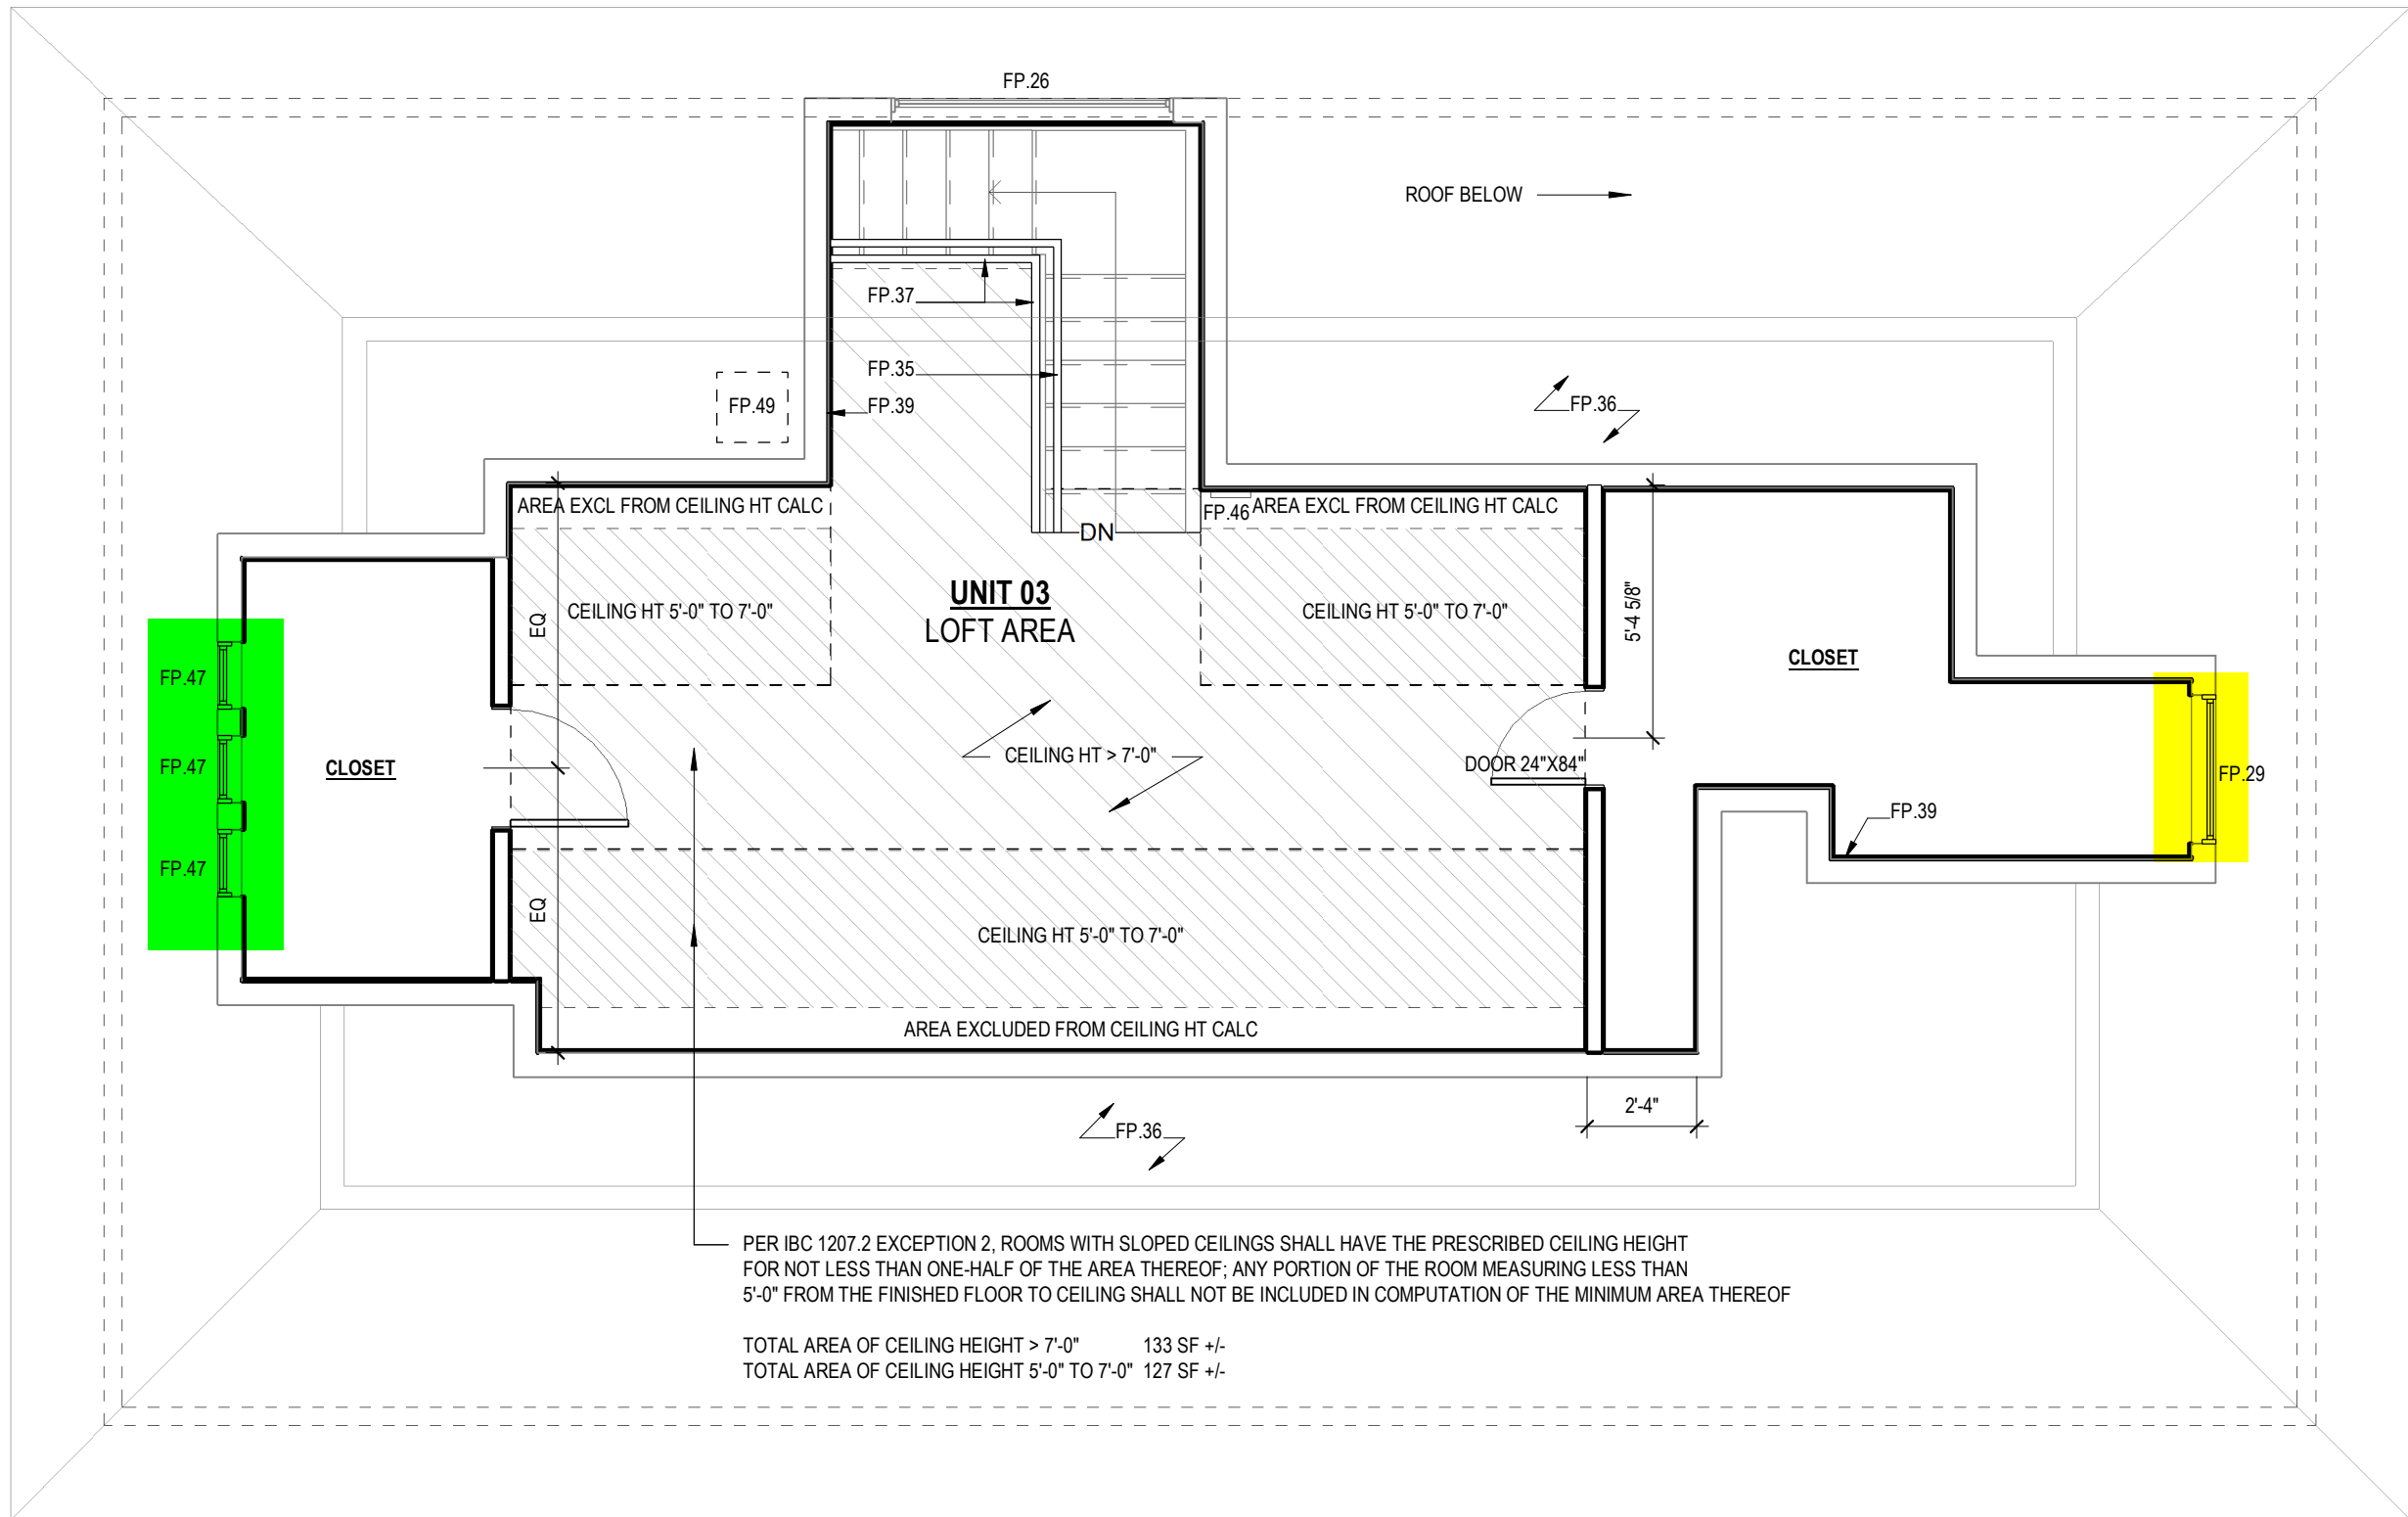 FP.26
ROOF BELOW
FP.37
FP.35
FP.49
FP.39
FP.36
AREA EXCL FROM CEILING HT CALC
FP.46
AREA EXCL FROM CEILING HT CALC
DN
UNIT 03
LOFT AREA
EQ
CEILING HT 5'-0" TO 7'-0"
CEILING HT 5'-0" TO 7'-0"
5'-4 5/8"
CLOSET
FP.47
FP.47
FP.47
CLOSET
CEILING HT > 7'-0"
DOOR 24"X84"
FP.29
FP.39
EQ
CEILING HT 5'-0" TO 7'-0"
AREA EXCLUDED FROM CEILING HT CALC
2'-4"
FP.36
PER IBC 1207.2 EXCEPTION 2, ROOMS WITH SLOPED CEILINGS SHALL HAVE THE PRESCRIBED CEILING HEIGHT
FOR NOT LESS THAN ONE-HALF OF THE AREA THEREOF; ANY PORTION OF THE ROOM MEASURING LESS THAN
5'-0" FROM THE FINISHED FLOOR TO CEILING SHALL NOT BE INCLUDED IN COMPUTATION OF THE MINIMUM AREA THEREOF
TOTAL AREA OF CEILING HEIGHT > 7'-0" 133 SF +/-
TOTAL AREA OF CEILING HEIGHT 5'-0" TO 7'-0" 127 SF +/-